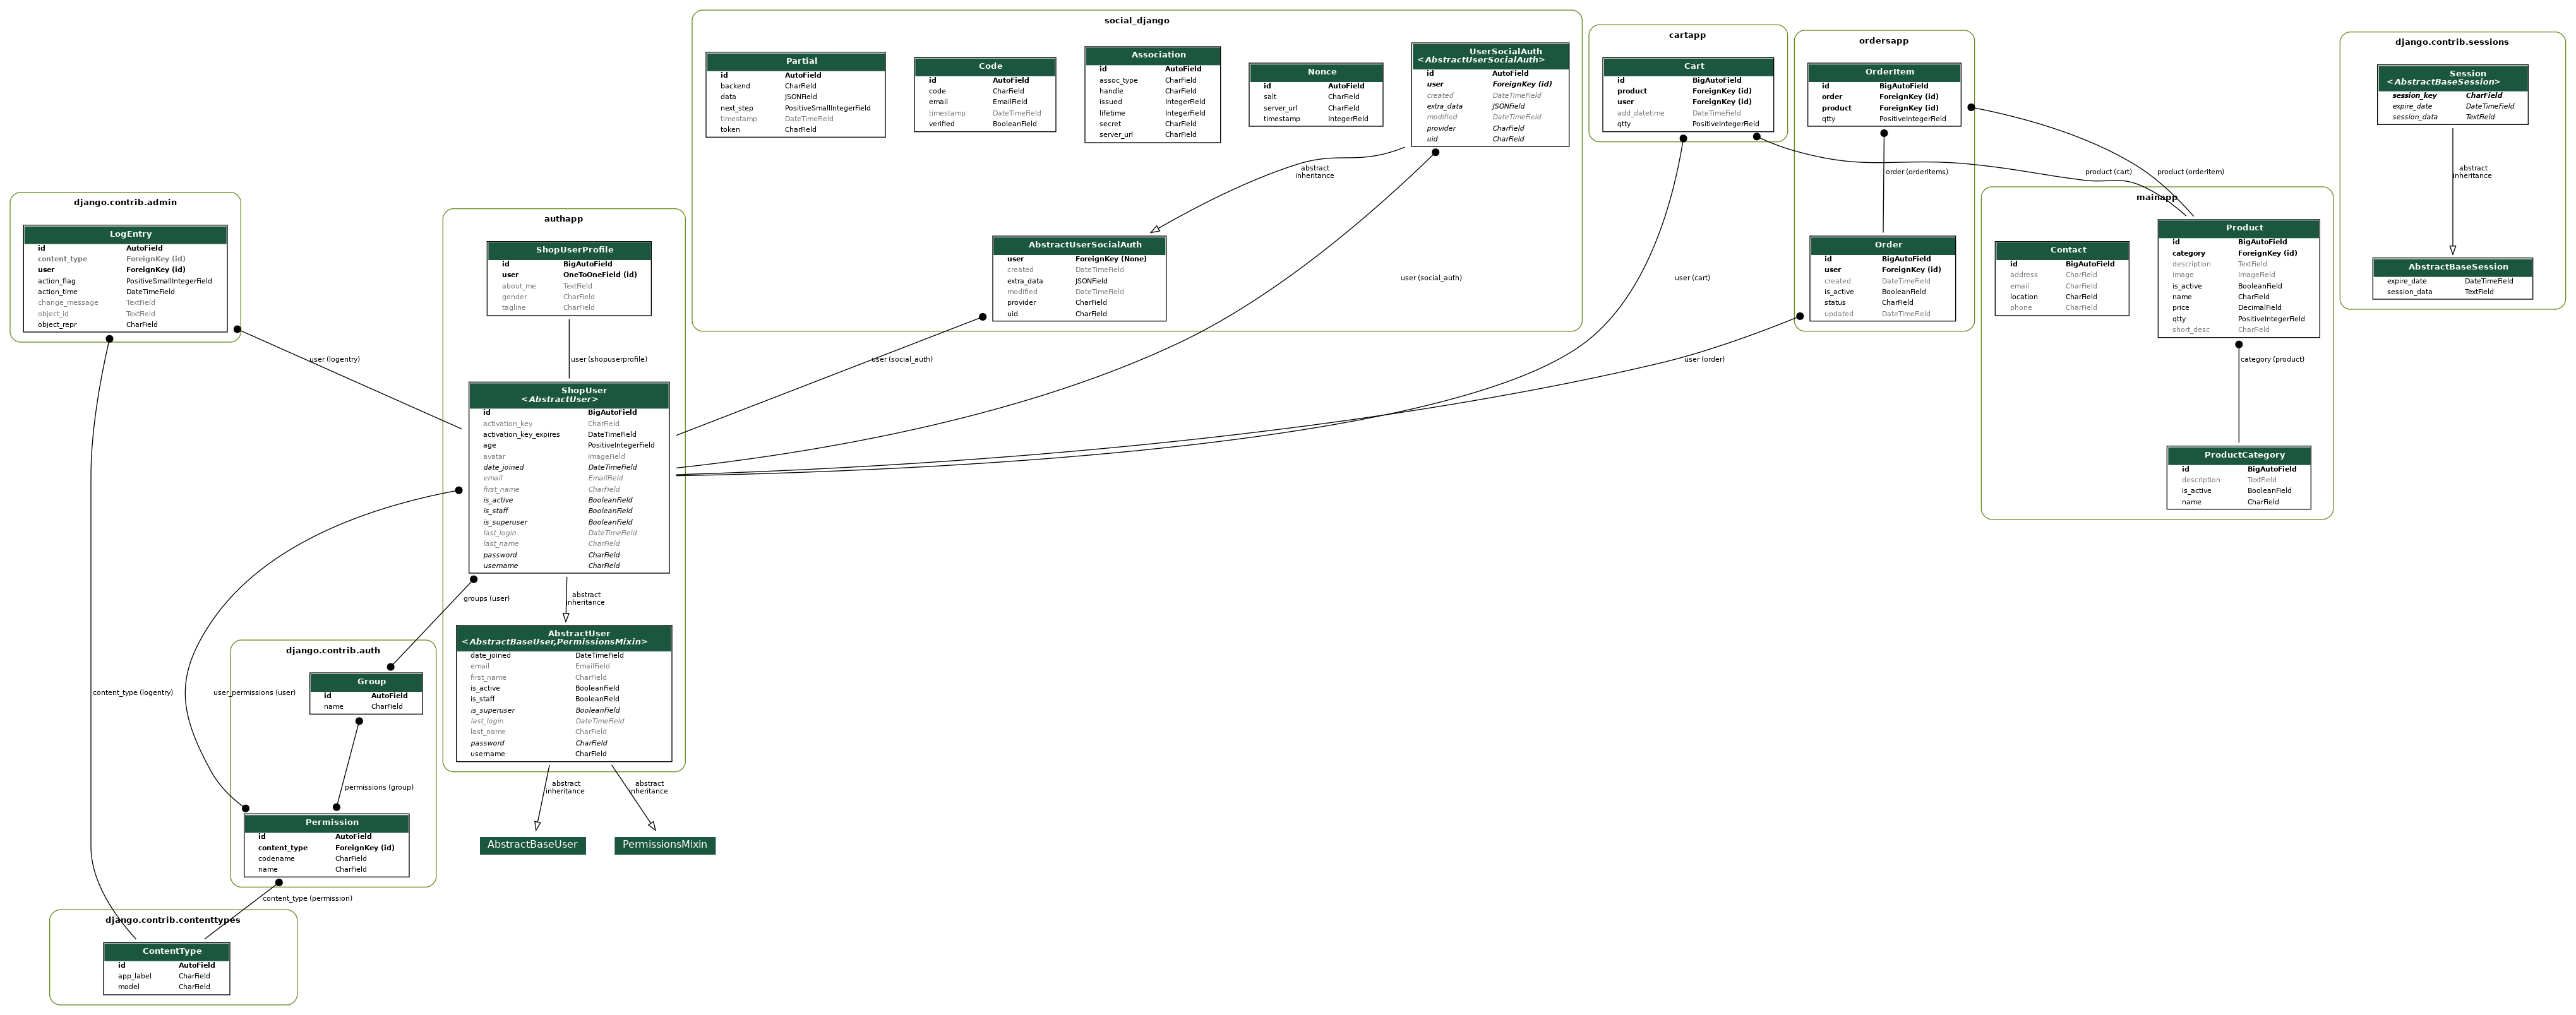 social_django
Partial
id AutoField
backend CharField
data JSONField
next_step PositiveSmallIntegerField
timestamp DateTimeField
token CharField
Code
id AutoField
code CharField
email EmailField
timestamp DateTimeField
verified BooleanField
Association
id AutoField
assoc_type CharField
handle CharField
issued IntegerField
lifetime IntegerField
secret CharField
server_url CharField
Nonce
id AutoField
salt CharField
server_url CharField
timestamp IntegerField
UserSocialAuth
<AbstractUserSocialAuth>
id AutoField
user ForeignKey (id)
created DateTimeField
extra_data JSONField
modified DateTimeField
provider CharField
uid CharField
abstract
inheritance
AbstractUserSocialAuth
user ForeignKey (None)
created DateTimeField
extra_data JSONField
modified DateTimeField
provider CharField
uid CharField
user (social_auth)
user (social_auth)
cartapp
Cart
id BigAutoField
product ForeignKey (id)
user ForeignKey (id)
add_datetime DateTimeField
qtty PositiveIntegerField
user (cart)
product (cart)
ordersapp
OrderItem
id BigAutoField
order ForeignKey (id)
product ForeignKey (id)
qtty PositiveIntegerField
order (orderitems)
product (orderitem)
Order
id BigAutoField
user ForeignKey (id)
created DateTimeField
is_active BooleanField
status CharField
updated DateTimeField
user (order)
mainapp
Contact
id BigAutoField
address CharField
email CharField
location CharField
phone CharField
Product
id BigAutoField
category ForeignKey (id)
description TextField
image ImageField
is_active BooleanField
name CharField
price DecimalField
qtty PositiveIntegerField
short_desc CharField
category (product)
ProductCategory
id BigAutoField
description TextField
is_active BooleanField
name CharField
django.contrib.sessions
Session
<AbstractBaseSession>
session_key CharField
expire_date DateTimeField
session_data TextField
abstract
inheritance
AbstractBaseSession
expire_date DateTimeField
session_data TextField
django.contrib.admin
LogEntry
id AutoField
content_type ForeignKey (id)
user ForeignKey (id)
action_flag PositiveSmallIntegerField
action_time DateTimeField
change_message TextField
object_id TextField
object_repr CharField
user (logentry)
content_type (logentry)
authapp
ShopUserProfile
id BigAutoField
user OneToOneField (id)
about_me TextField
gender CharField
tagline CharField
user (shopuserprofile)
ShopUser
<AbstractUser>
id BigAutoField
activation_key CharField
activation_key_expires DateTimeField
age PositiveIntegerField
avatar ImageField
date_joined DateTimeField
email EmailField
first_name CharField
is_active BooleanField
is_staff BooleanField
is_superuser BooleanField
last_login DateTimeField
last_name CharField
password CharField
username CharField
groups (user)
abstract
inheritance
AbstractUser
<AbstractBaseUser,PermissionsMixin>
date_joined DateTimeField
email EmailField
first_name CharField
is_active BooleanField
is_staff BooleanField
is_superuser BooleanField
last_login DateTimeField
last_name CharField
password CharField
username CharField
abstract
inheritance
abstract
inheritance
AbstractBaseUser
PermissionsMixin
django.contrib.auth
Group
id AutoField
name CharField
user_permissions (user)
permissions (group)
Permission
id AutoField
content_type ForeignKey (id)
codename CharField
name CharField
content_type (permission)
django.contrib.contenttypes
ContentType
id AutoField
app_label CharField
model CharField